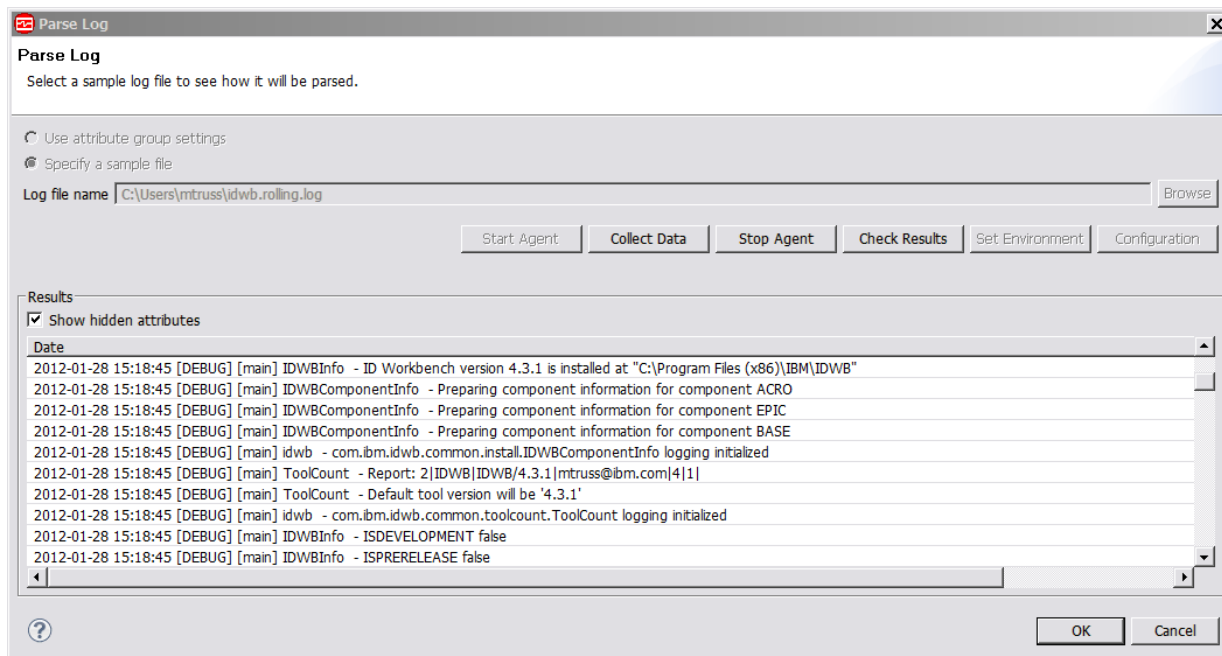 Parse Log
Parse Log
Select a sample log file to see how it will be parsed.
Use attribute group settings
Specify a sample file
Log file name C:\Users\mtruss\idwb.rolling.log Browse
Start Agent Collect Data Stop Agent Check Results Set Environment Configuration
Results
Show hidden attributes
Date
2012-01-28 15:18:45 [DEBUG] [main] IDWBInfo  - ID Workbench version 4.3.1 is installed at "C:\Program Files (x86)\IBM\IDWB"
2012-01-28 15:18:45 [DEBUG] [main] IDWBComponentInfo  - Preparing component information for component ACRO
2012-01-28 15:18:45 [DEBUG] [main] IDWBComponentInfo  - Preparing component information for component EPIC
2012-01-28 15:18:45 [DEBUG] [main] IDWBComponentInfo  - Preparing component information for component BASE
2012-01-28 15:18:45 [DEBUG] [main] idwb  - com.ibm.idwb.common.install.IDWBComponentInfo logging initialized
2012-01-28 15:18:45 [DEBUG] [main] ToolCount  - Report: 2|IDWB|IDWB/4.3.1|mtruss@ibm.com|4|1|
2012-01-28 15:18:45 [DEBUG] [main] ToolCount  - Default tool version will be '4.3.1'
2012-01-28 15:18:45 [DEBUG] [main] idwb  - com.ibm.idwb.common.toolcount.ToolCount logging initialized
2012-01-28 15:18:45 [DEBUG] [main] IDWBInfo  - ISDEVELOPMENT false
2012-01-28 15:18:45 [DEBUG] [main] IDWBInfo  - ISPRERELEASE false
? OK Cancel